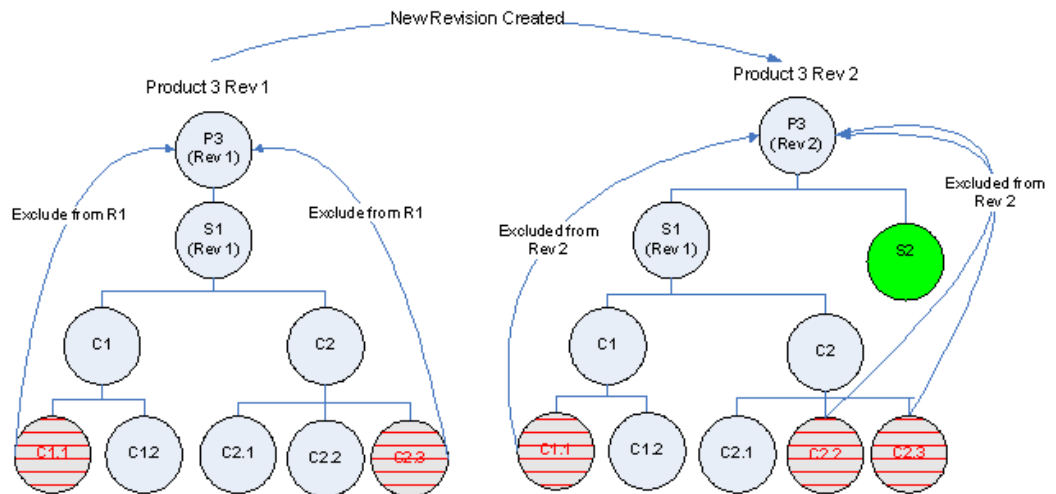 New Revision Created
Product 3 Rev 1
Product 3 Rev 2
P3
(Rev 1)
P3
(Rev 2)
Exclude from R1
Exclude from R1
S1
(Rev 1)
Excluded from
Rev 2
S1
(Rev 1)
S2
Excluded from
Rev 2
C1
C2
C1
C2
C1.1
C1.2
C2.1
C2.2
C2.3
C1.1
C1.2
C2.1
C2.2
C2.3